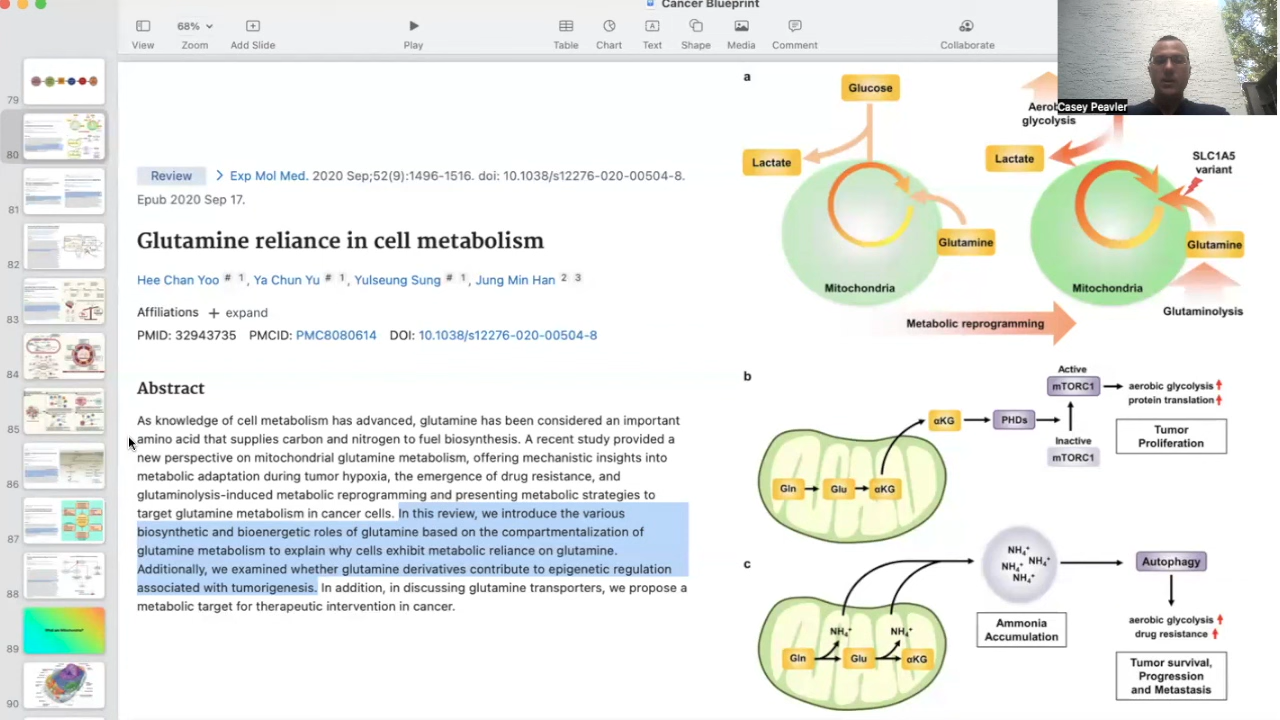 Cancer Blueprint
68%
View
Zoom
Add Slide
Play
Table
Chart
Text
Shape
Media
Comment
Collaborate
79
80
81
82
83
84
85
86
87
88
89
90
Review > Exp Mol Med. 2020 Sep;52(9):1496-1516. doi: 10.1038/s12276-020-00504-8.
Epub 2020 Sep 17.
Glutamine reliance in cell metabolism
Hee Chan Yoo # 1, Ya Chun Yu # 1, Yulseung Sung # 1, Jung Min Han 2 3
Affiliations + expand
PMID: 32943735 PMCID: PMC8080614 DOI: 10.1038/s12276-020-00504-8
Abstract
As knowledge of cell metabolism has advanced, glutamine has been considered an important
amino acid that supplies carbon and nitrogen to fuel biosynthesis. A recent study provided a
new perspective on mitochondrial glutamine metabolism, offering mechanistic insights into
metabolic adaptation during tumor hypoxia, the emergence of drug resistance, and
glutaminolysis-induced metabolic reprogramming and presenting metabolic strategies to
target glutamine metabolism in cancer cells. In this review, we introduce the various
biosynthetic and bioenergetic roles of glutamine based on the compartmentalization of
glutamine metabolism to explain why cells exhibit metabolic reliance on glutamine.
Additionally, we examined whether glutamine derivatives contribute to epigenetic regulation
associated with tumorigenesis. In addition, in discussing glutamine transporters, we propose a
metabolic target for therapeutic intervention in cancer.
a
Glucose
Lactate
Glutamine
Mitochondria
glycolysis
Lactate
SLC1A5
variant
Glutamine
Mitochondria
Glutaminolysis
Metabolic reprogramming
Casey Peavler
b
Gln
Glu
αKG
αKG
PHDs
Active
mTORC1
Inactive
mTORC1
aerobic glycolysis
protein translation
Tumor
Proliferation
c
NH₄⁺
NH₄⁺
Gln
Glu
αKG
NH₄⁺
NH₄⁺ NH₄⁺
NH₄⁺
Ammonia
Accumulation
Autophagy
aerobic glycolysis
drug resistance
Tumor survival,
Progression
and Metastasis